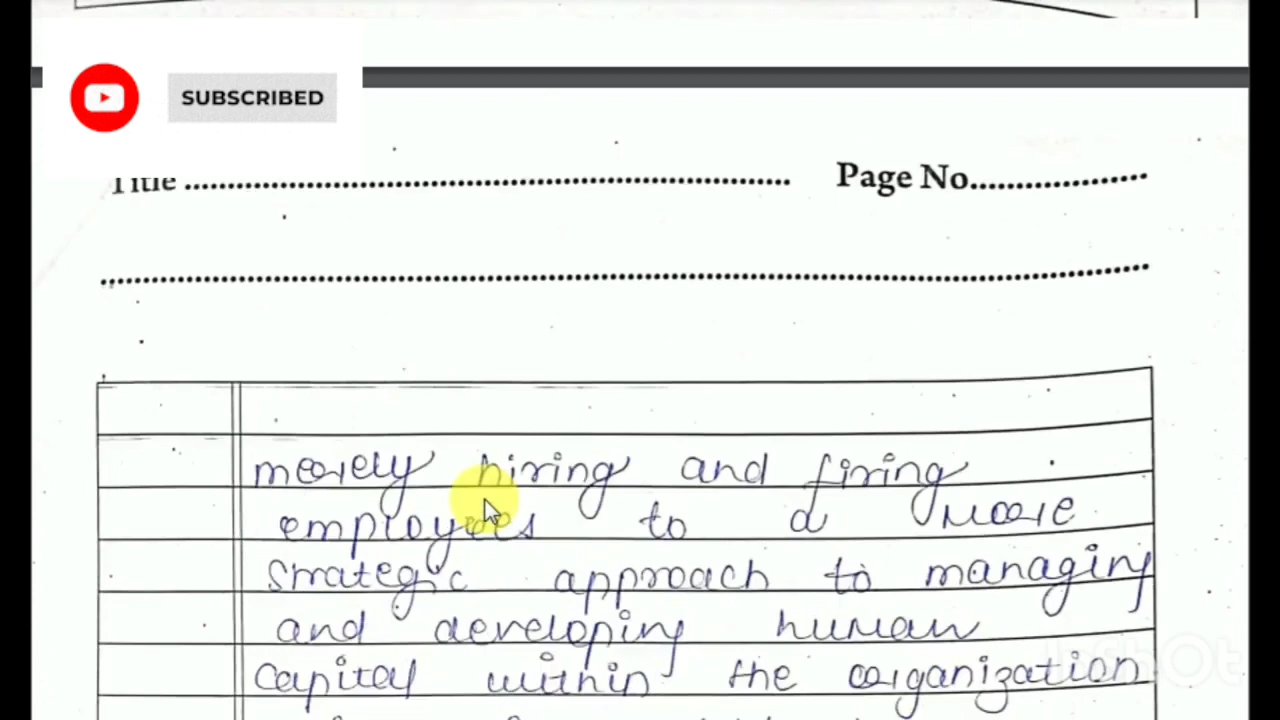 SUBSCRIBED
Title
Page No.
merely hiring and firing
employees to a more
strategic approach to managing
and developing human
capital within the organization
InShOt